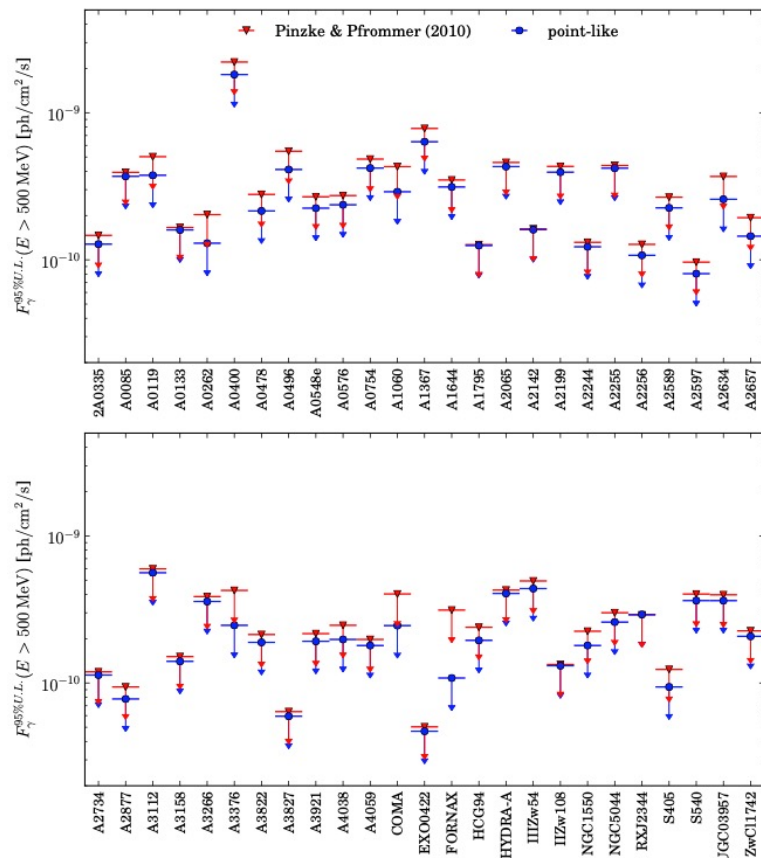 Pinzke & Pfrommer (2010) point-like
10⁻⁹
10⁻¹⁰
F_γ^{95%U.L.}(E > 500 MeV) [ph/cm²/s]
2A0335 A0085 A0119 A0133 A0262 A0400 A0478 A0496 A0548e A0576 A0754 A1060 A1367 A1644 A1795 A2065 A2142 A2199 A2244 A2255 A2256 A2589 A2597 A2634 A2657
10⁻⁹
10⁻¹⁰
F_γ^{95%U.L.}(E > 500 MeV) [ph/cm²/s]
A2734 A2877 A3112 A3158 A3266 A3376 A3822 A3827 A3921 A4038 A4059 COMA EXO0422 FORNAX HCG94 HYDRA-A IIIZw54 IIZw108 NGC1550 NGC5044 RXJ2344 S405 S540 UGC03957 ZwCl1742